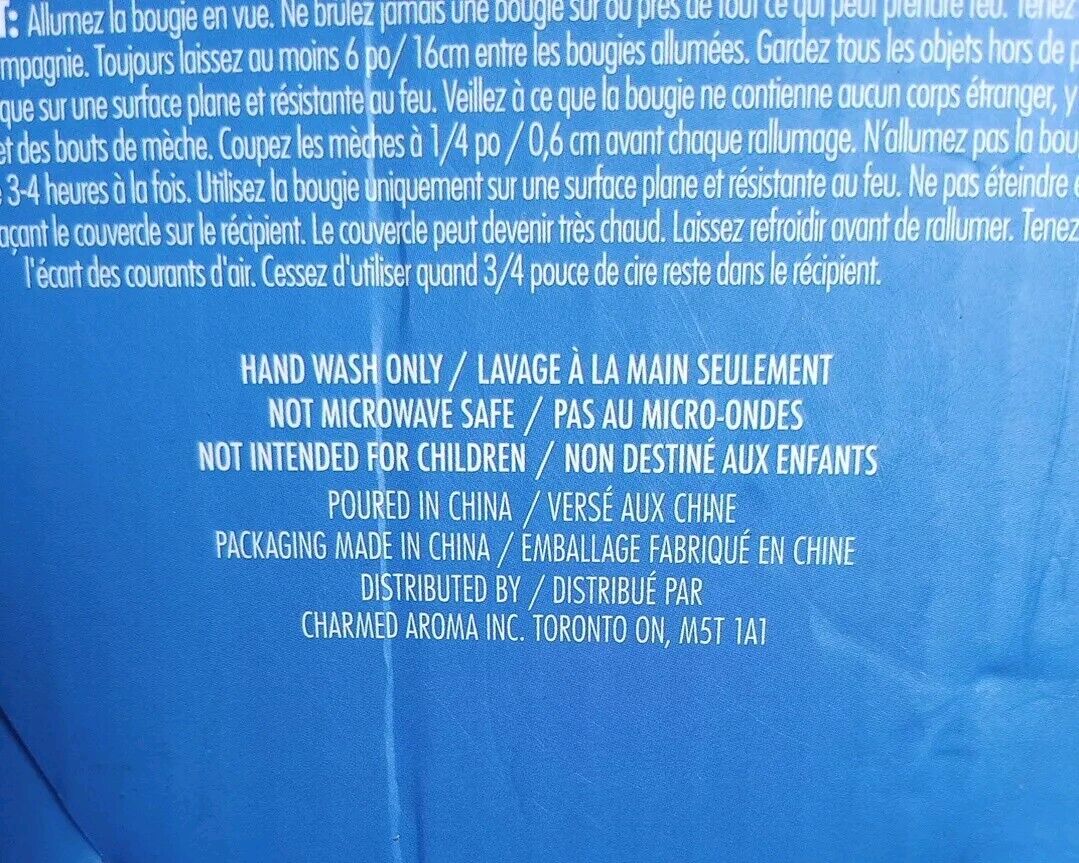 : Allumez la bougie en vue. Ne brûlez jamais une bougie sur ou près de tout ce qui peut prendre feu. Tenez
mpagnie. Toujours laissez au moins 6 po/ 16cm entre les bougies allumées. Gardez tous les objets hors de p
que sur une surface plane et résistante au feu. Veillez à ce que la bougie ne contienne aucun corps étranger, y
et des bouts de mèche. Coupez les mèches à 1/4 po / 0,6 cm avant chaque rallumage. N'allumez pas la bou
3-4 heures à la fois. Utilisez la bougie uniquement sur une surface plane et résistante au feu. Ne pas éteindre
açant le couvercle sur le récipient. Le couvercle peut devenir très chaud. Laissez refroidir avant de rallumer. Tenez
l'écart des courants d'air. Cessez d'utiliser quand 3/4 pouce de cire reste dans le récipient.
HAND WASH ONLY / LAVAGE À LA MAIN SEULEMENT
NOT MICROWAVE SAFE / PAS AU MICRO-ONDES
NOT INTENDED FOR CHILDREN / NON DESTINÉ AUX ENFANTS
POURED IN CHINA / VERSÉ AUX CHINE
PACKAGING MADE IN CHINA / EMBALLAGE FABRIQUÉ EN CHINE
DISTRIBUTED BY / DISTRIBUÉ PAR
CHARMED AROMA INC. TORONTO ON, M5T 1A1